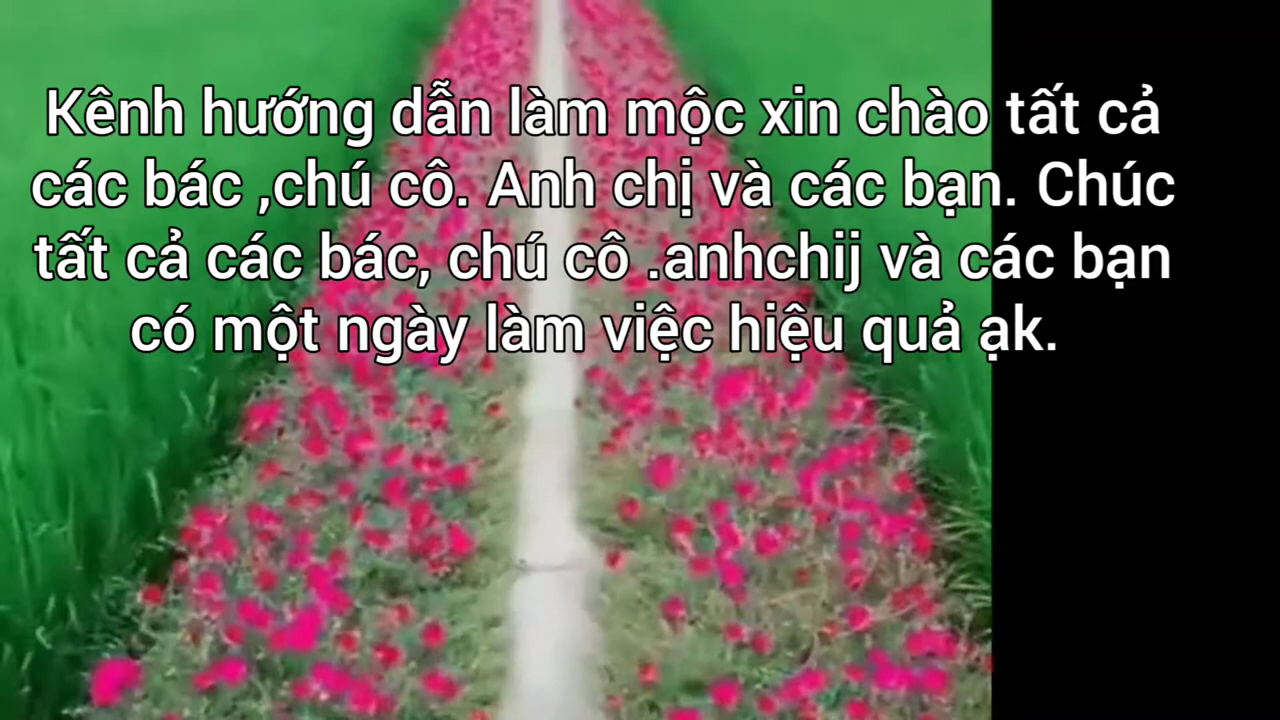 Kênh hướng dẫn làm mộc xin chào tất cả
các bác ,chú cô. Anh chị và các bạn. Chúc
tất cả các bác, chú cô .anhchij và các bạn
có một ngày làm việc hiệu quả ạk.